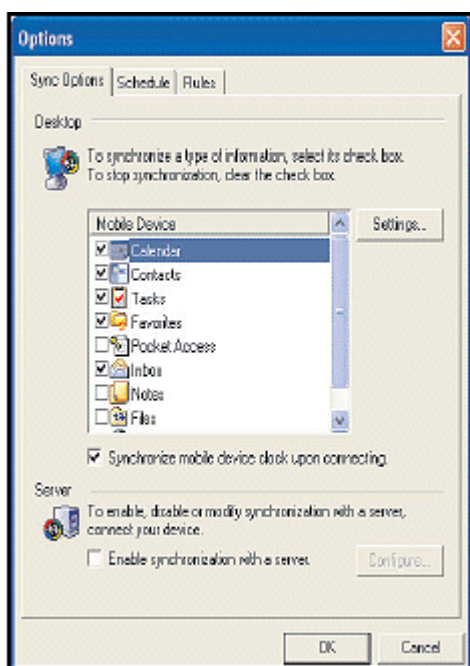 Options
Sync Options Schedule Rules
Desktop
To synchronize a type of information, select its check box.
To stop synchronization, clear the check box.
Mobile Device
Settings...
Calendar
Contacts
Tasks
Favorites
Pocket Access
Inbox
Notes
Files
Synchronize mobile device clock upon connecting.
Server
To enable, disable or modify synchronization with a server,
connect your device.
Enable synchronization with a server.
Configure...
OK Cancel